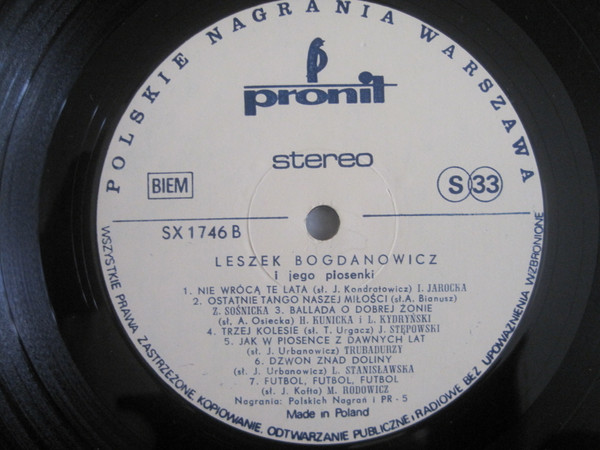 POLSKIE NAGRANIA WARSZAWA
pronit
stereo
BIEM
S 33
SX 1746 B
LESZEK BOGDANOWICZ
i jego piosenki
1. NIE WRÓCĄ TE LATA (sł. J. Kondratowicz) I. JAROCKA
2. OSTATNIE TANGO NASZEJ MIŁOŚCI (sł.A. Bianusz)
Z. SOŚNICKA 3. BALLADA O DOBREJ ŻONIE
(sł. A. Osiecka) H. KUNICKA i L. KYDRYŃSKI
4. TRZEJ KOLESIE (sł. T. Urgacz) J. STĘPOWSKI
5. JAK W PIOSENCE Z DAWNYCH LAT
(sł. J. Urbanowicz) TRUBADURZY
6. DZWON ZNAD DOLINY
(sł. J. Urbanowicz) L. STANISŁAWSKA
7. FUTBOL, FUTBOL, FUTBOL
(sł. J. Kofta) M. RODOWICZ
Nagrania: Polskich Nagrań i PR - 5
Made in Poland
WSZYSTKIE PRAWA ZASTRZEŻONE. KOPIOWANIE. ODTWARZANIE PUBLICZNE i RADIOWE BEZ UPOWAŻNIENIA WZBRONIONE